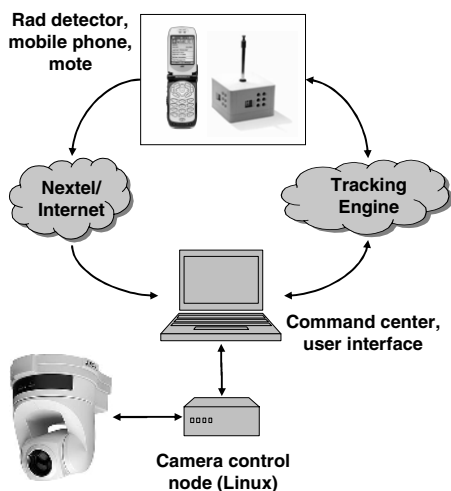 Rad detector,
mobile phone,
mote
Nextel/
Internet
Tracking
Engine
Command center,
user interface
Camera control
node (Linux)